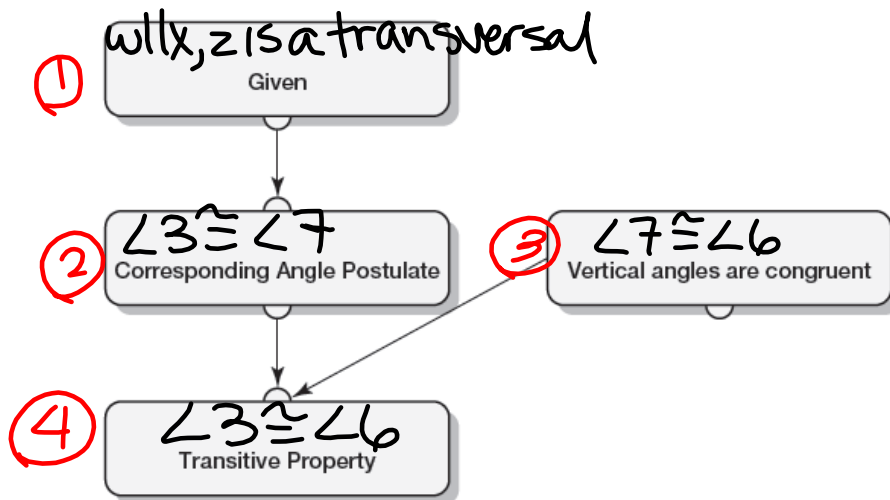 w||x, z is a transversal
1
Given
∠3≅∠7
2
Corresponding Angle Postulate
3
∠7≅∠6
Vertical angles are congruent
4
∠3≅∠6
Transitive Property